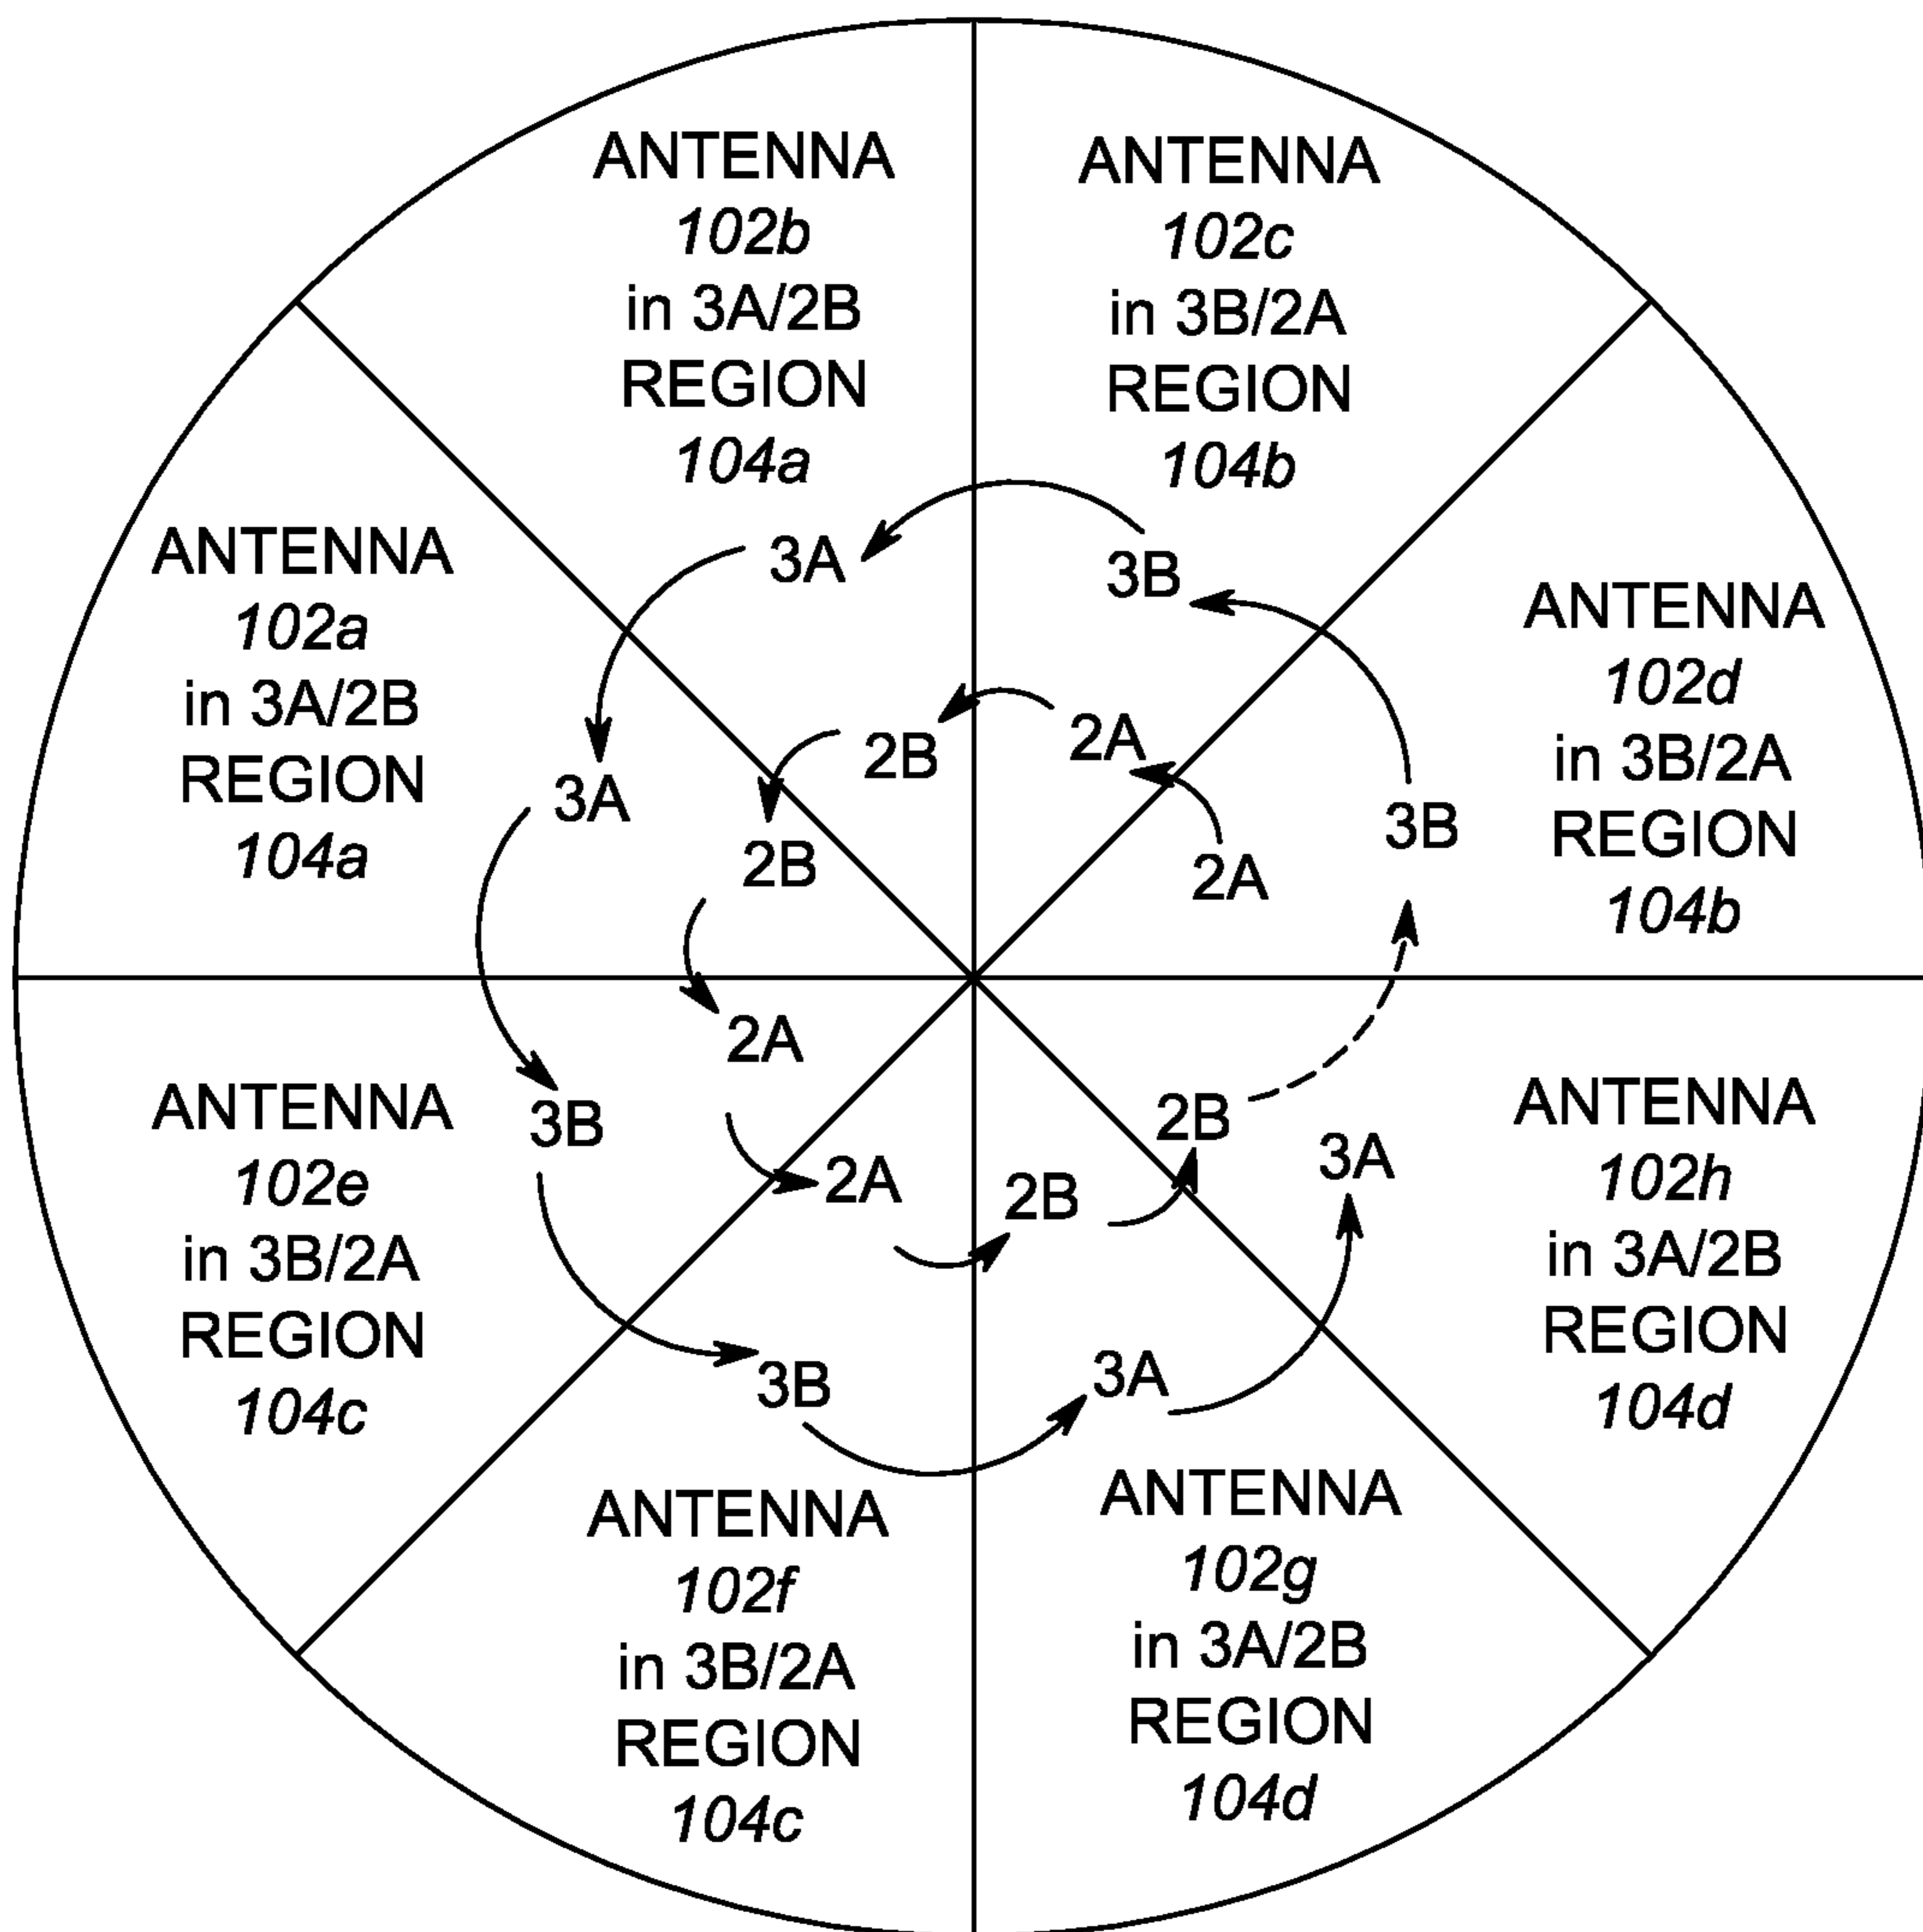 ANTENNA
102b
in 3A/2B
REGION
104a
ANTENNA
102c
in 3B/2A
REGION
104b
ANTENNA
102a
in 3A/2B
REGION
104a
ANTENNA
102d
in 3B/2A
REGION
104b
3A
3B
3A
2B
2A
3B
2B
2A
2A
3B
2A
2B
2B
3A
3B
3A
ANTENNA
102e
in 3B/2A
REGION
104c
ANTENNA
102h
in 3A/2B
REGION
104d
ANTENNA
102f
in 3B/2A
REGION
104c
ANTENNA
102g
in 3A/2B
REGION
104d